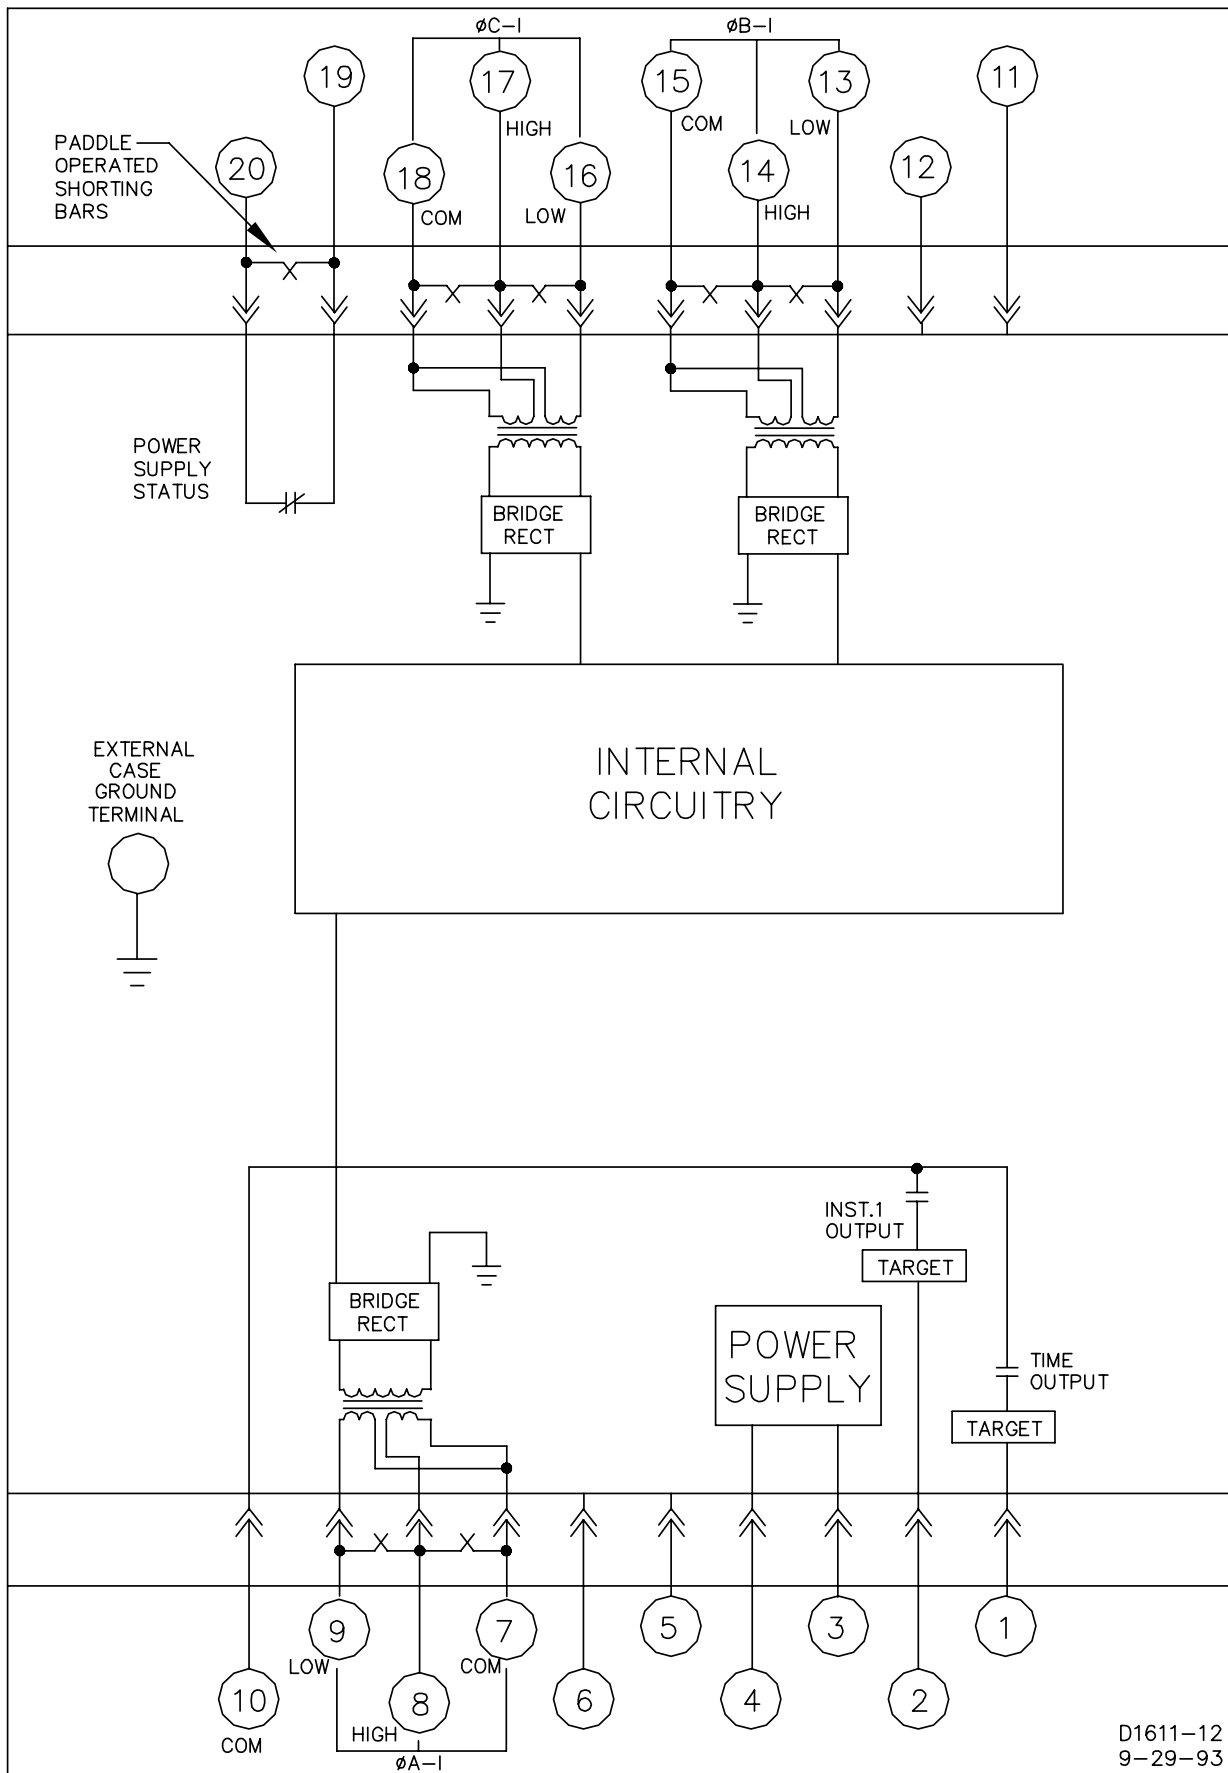 øC-I
øB-I
19
17
15
13
11
HIGH
COM
LOW
PADDLE
OPERATED
SHORTING
BARS
20
18
16
14
12
COM
LOW
HIGH
POWER
SUPPLY
STATUS
BRIDGE
RECT
BRIDGE
RECT
INTERNAL
CIRCUITRY
EXTERNAL
CASE
GROUND
TERMINAL
INST.1
OUTPUT
TARGET
BRIDGE
RECT
POWER
SUPPLY
TIME
OUTPUT
TARGET
9
7
5
3
1
LOW
COM
10
8
6
4
2
COM
HIGH
øA-I
D1611-12
9-29-93